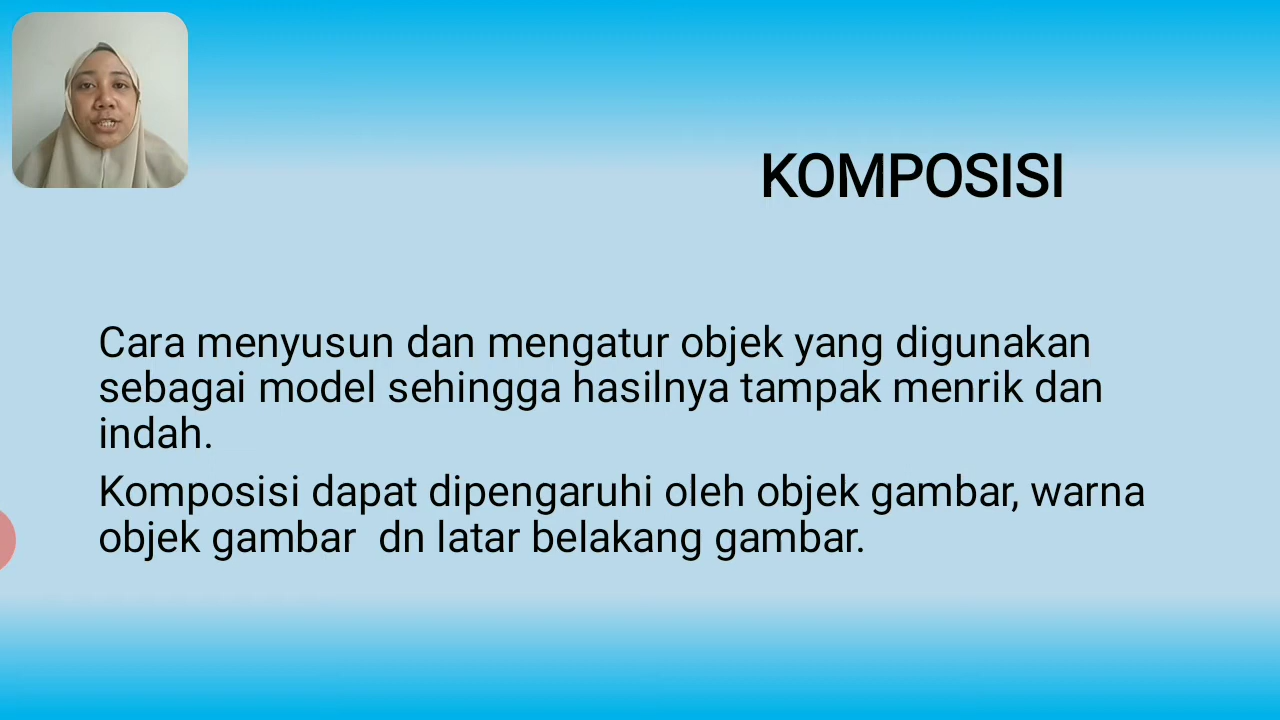 KOMPOSISI
Cara menyusun dan mengatur objek yang digunakan
sebagai model sehingga hasilnya tampak menrik dan
indah.
Komposisi dapat dipengaruhi oleh objek gambar, warna
objek gambar  dn latar belakang gambar.